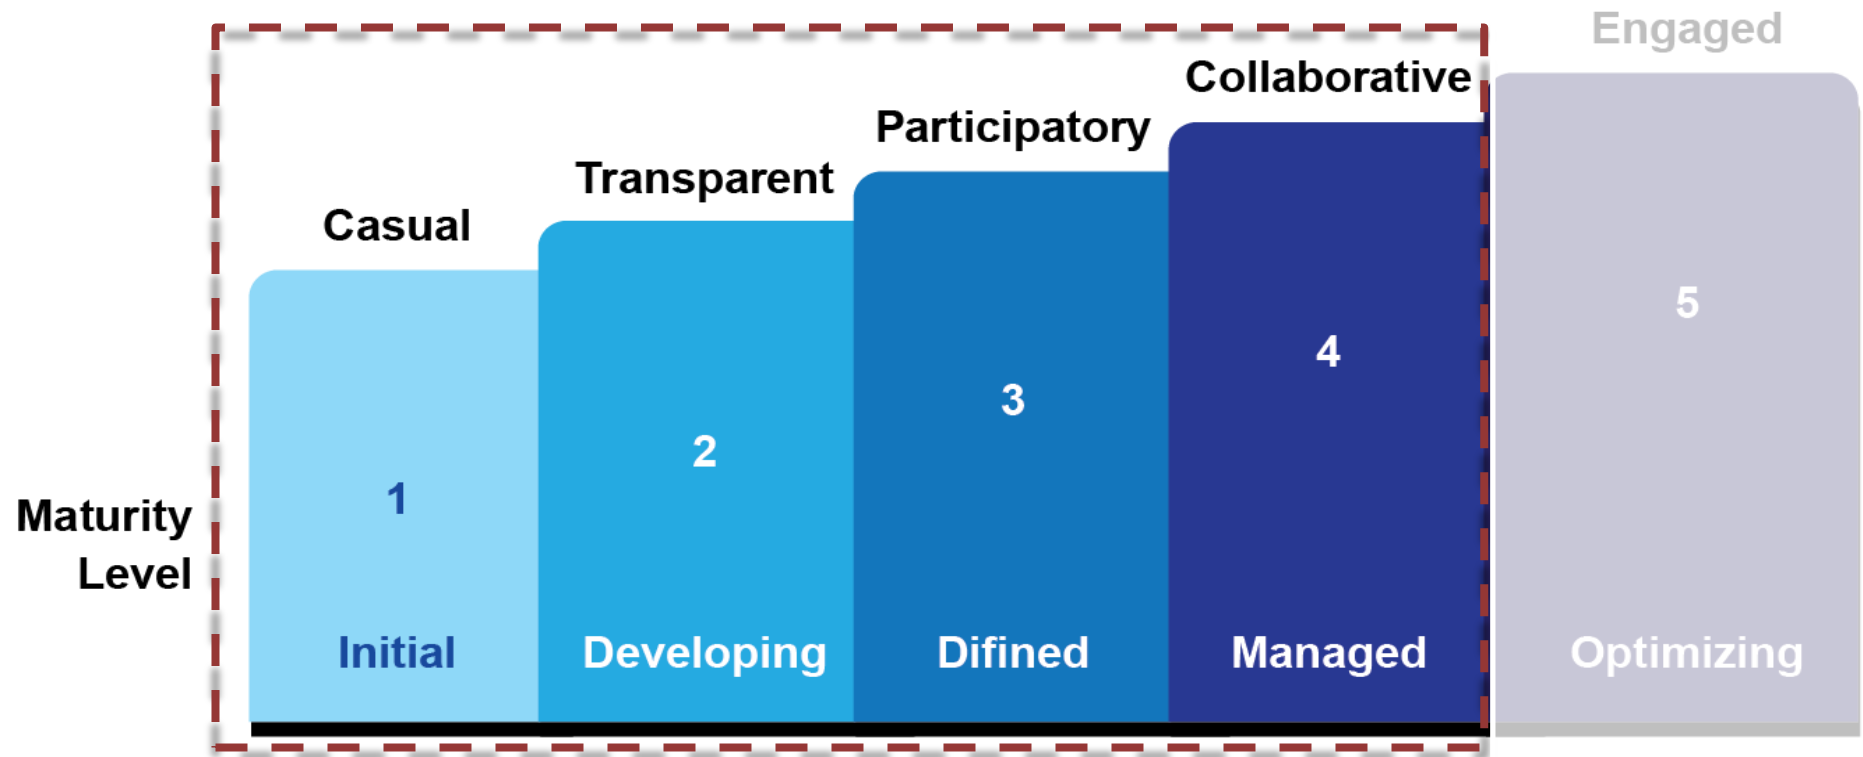 Engaged
Collaborative
Participatory
Transparent
Casual
5
4
3
2
1
Maturity
Level
Initial
Developing
Difined
Managed
Optimizing